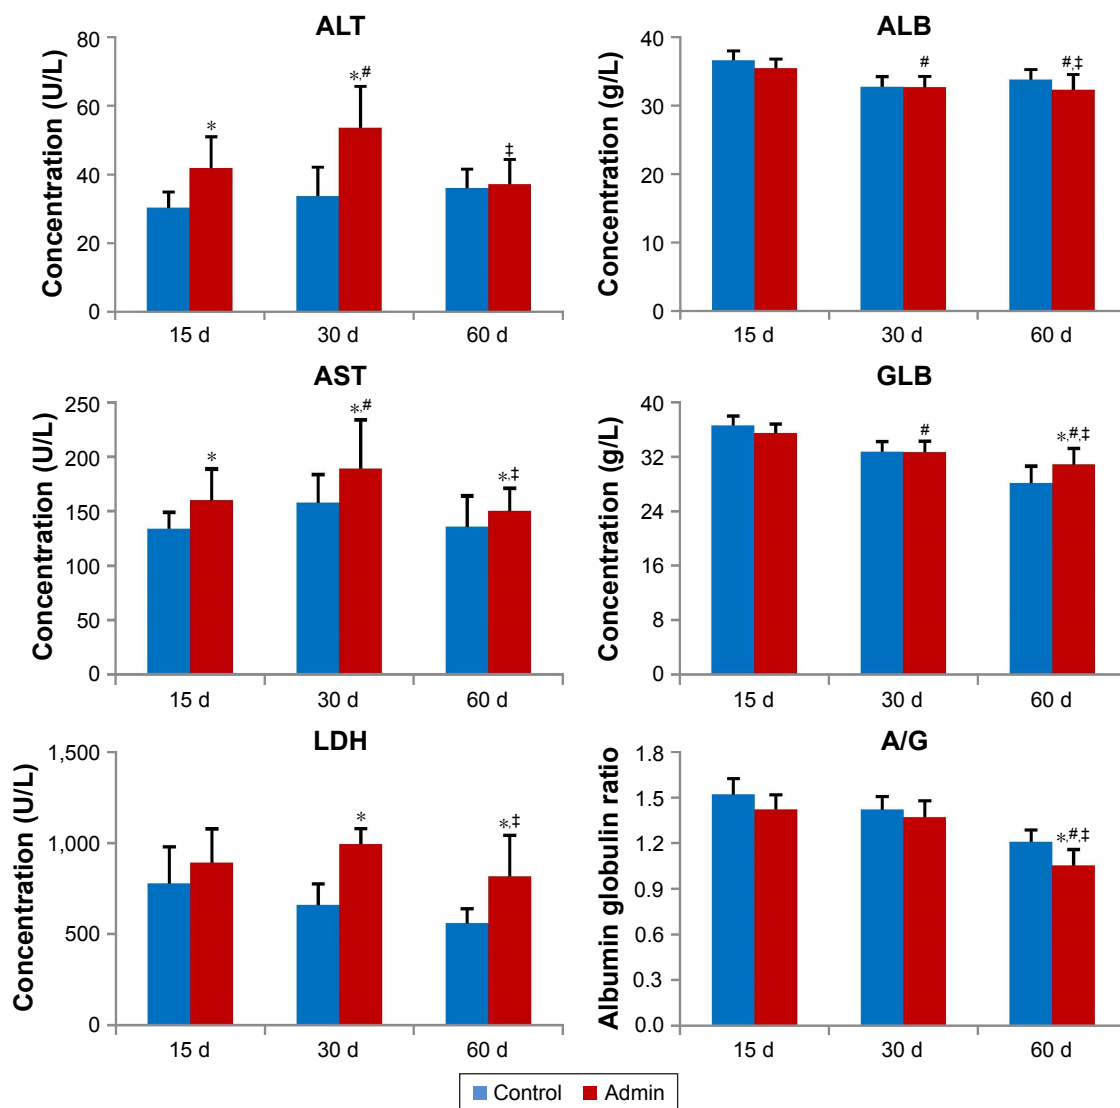 ALT
Concentration (U/L)
80
60
40
20
0
*
*,#
‡
15 d
30 d
60 d
ALB
Concentration (g/L)
40
30
20
10
0
#
#,‡
15 d
30 d
60 d
AST
Concentration (U/L)
250
200
150
100
50
0
*
*,#
*,‡
15 d
30 d
60 d
GLB
Concentration (g/L)
40
32
24
16
8
0
#
*,#,‡
15 d
30 d
60 d
LDH
Concentration (U/L)
1,500
1,000
500
0
*
*,‡
15 d
30 d
60 d
A/G
Albumin globulin ratio
1.8
1.5
1.2
0.9
0.6
0.3
0.0
*,#,‡
15 d
30 d
60 d
Control
Admin